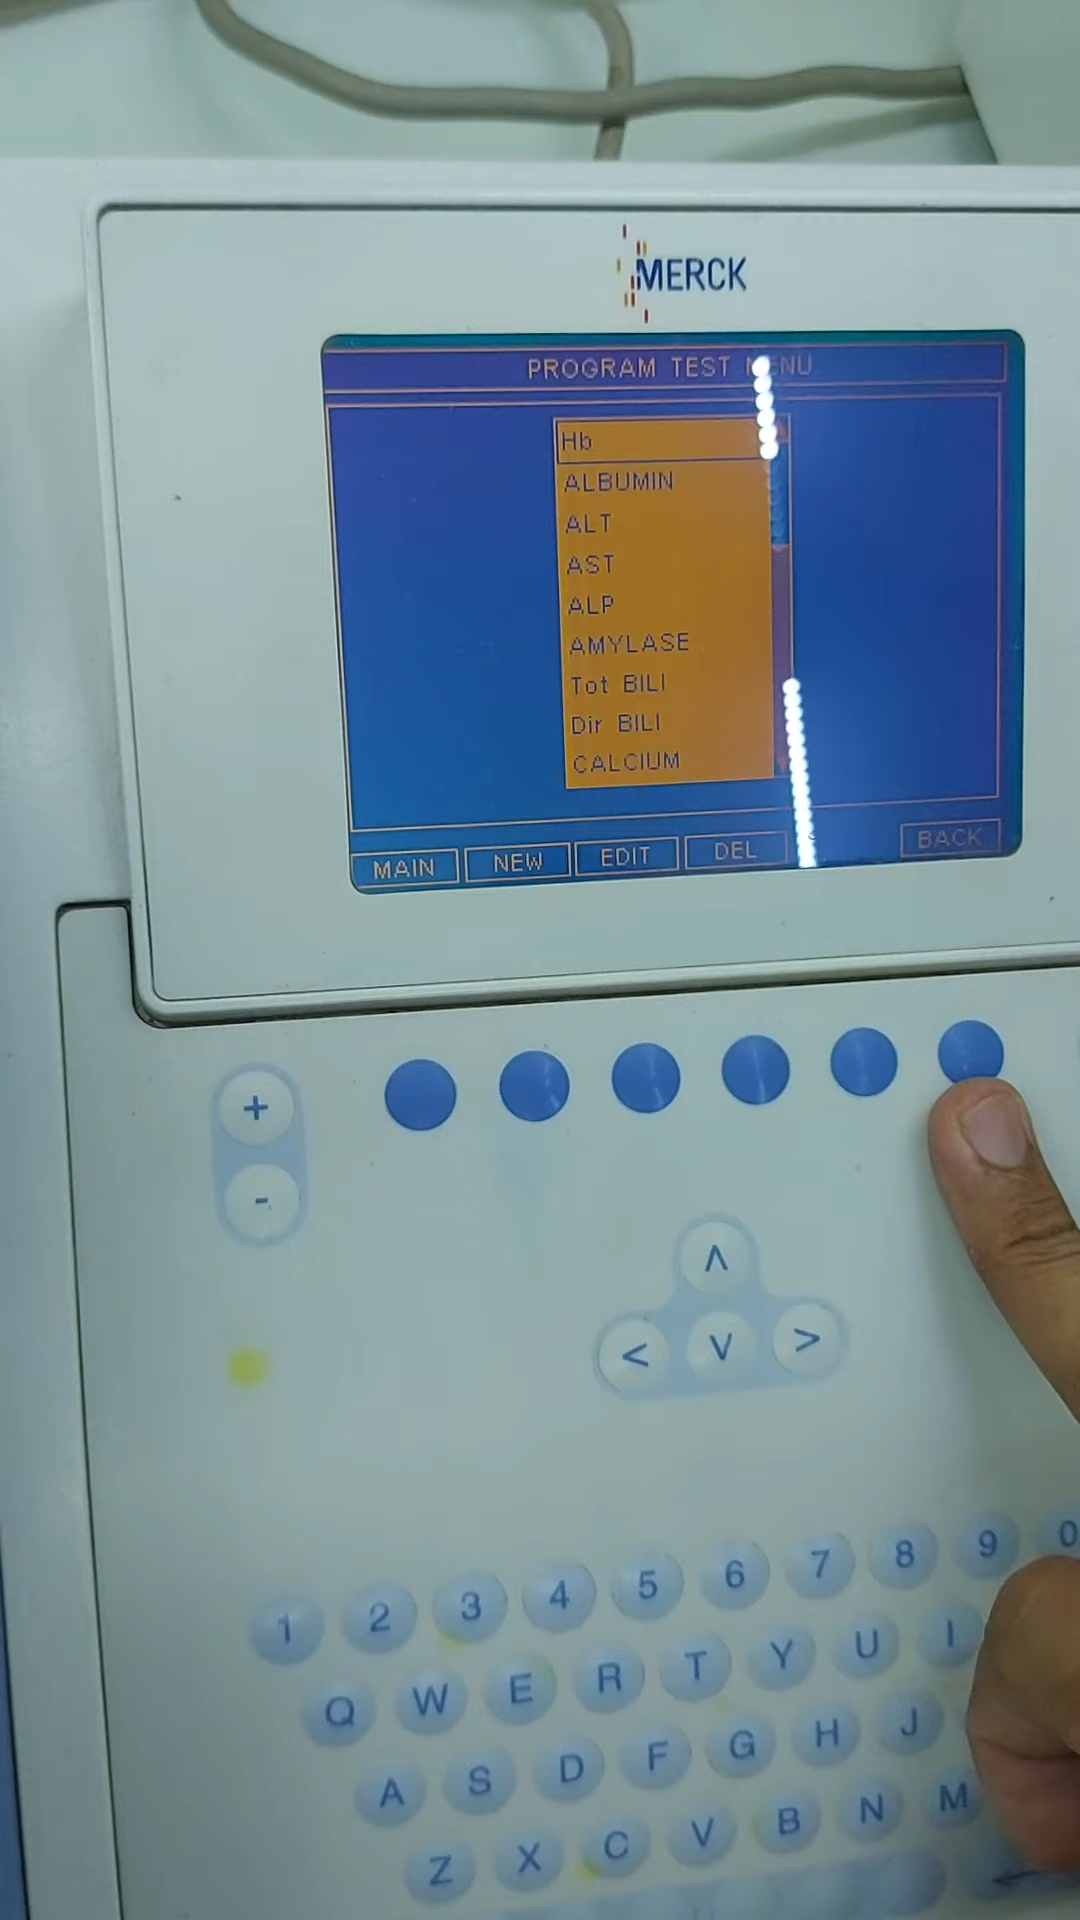 MERCK
PROGRAM TEST MENU
Hb
ALBUMIN
ALT
AST
ALP
AMYLASE
Tot BILI
Dir BILI
CALCIUM
MAIN NEW EDIT DEL BACK
+
-
^
< V >
1 2 3 4 5 6 7 8 9 0
Q W E R T Y U I
A S D F G H J
Z X C V B N M
←